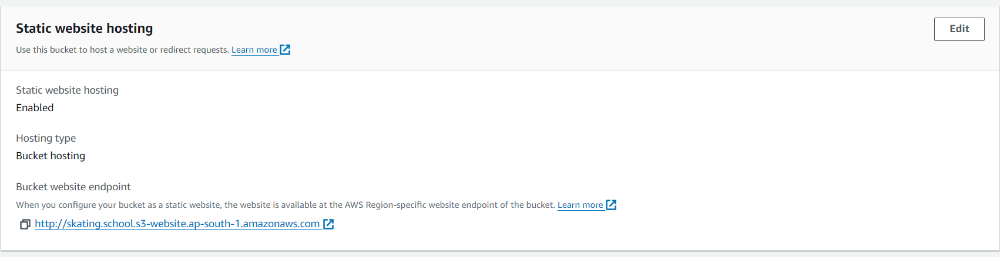 Static website hosting
Edit
Use this bucket to host a website or redirect requests. Learn more
Static website hosting
Enabled
Hosting type
Bucket hosting
Bucket website endpoint
When you configure your bucket as a static website, the website is available at the AWS Region-specific website endpoint of the bucket. Learn more
http://skating.school.s3-website.ap-south-1.amazonaws.com